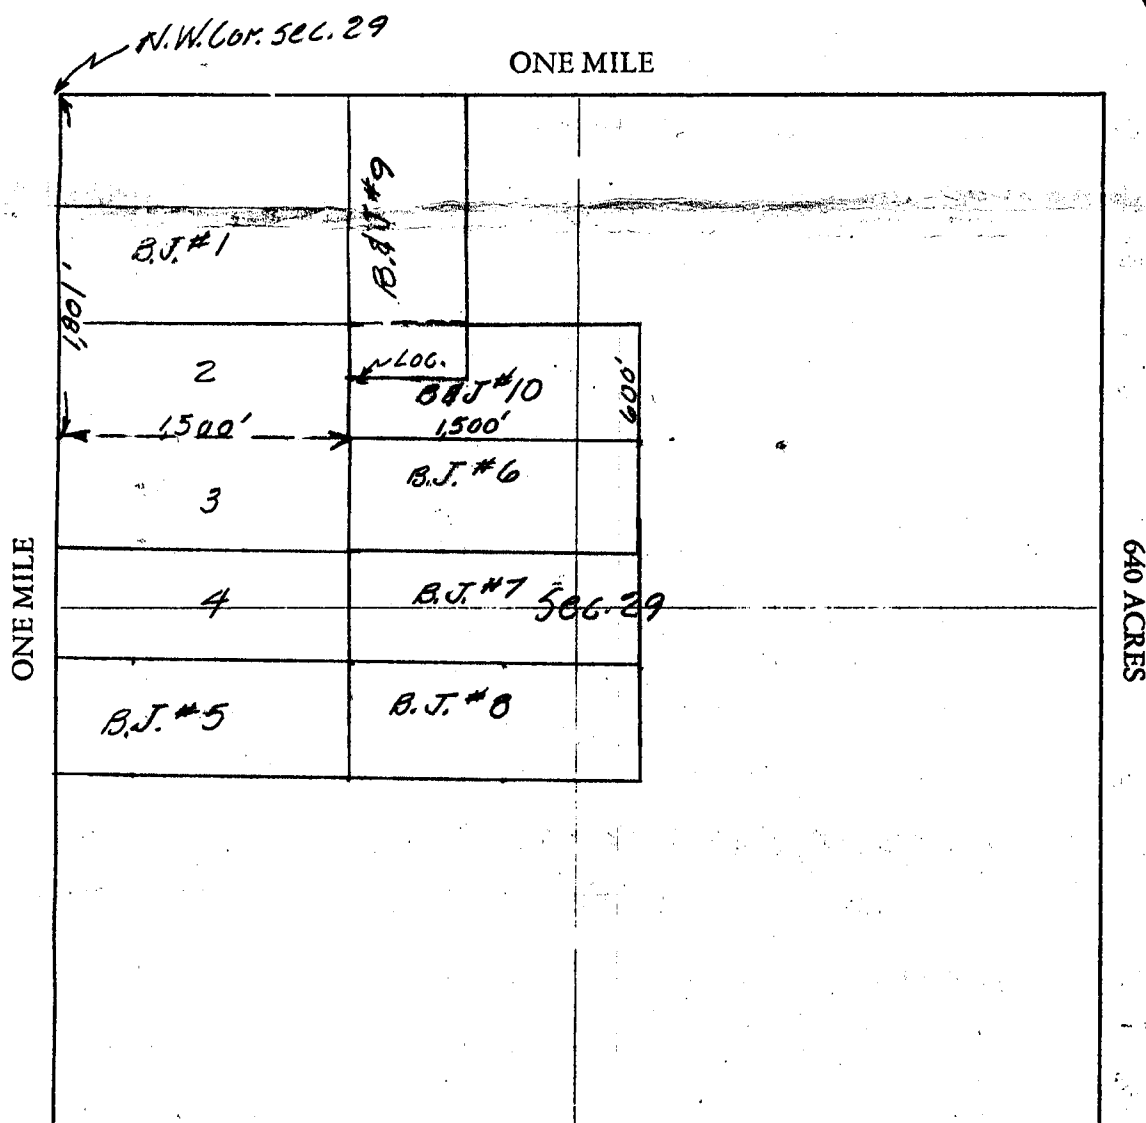 N.W. Cor. Sec. 29
ONE MILE
B.&J. #9
B.J. #1
1,801'
2
LOC.
B&J #10
600'
1,500'
1,500'
B.J. #6
3
ONE MILE
4
B.J. #7
Sec. 29
640 ACRES
B.J. #5
B.J. #8